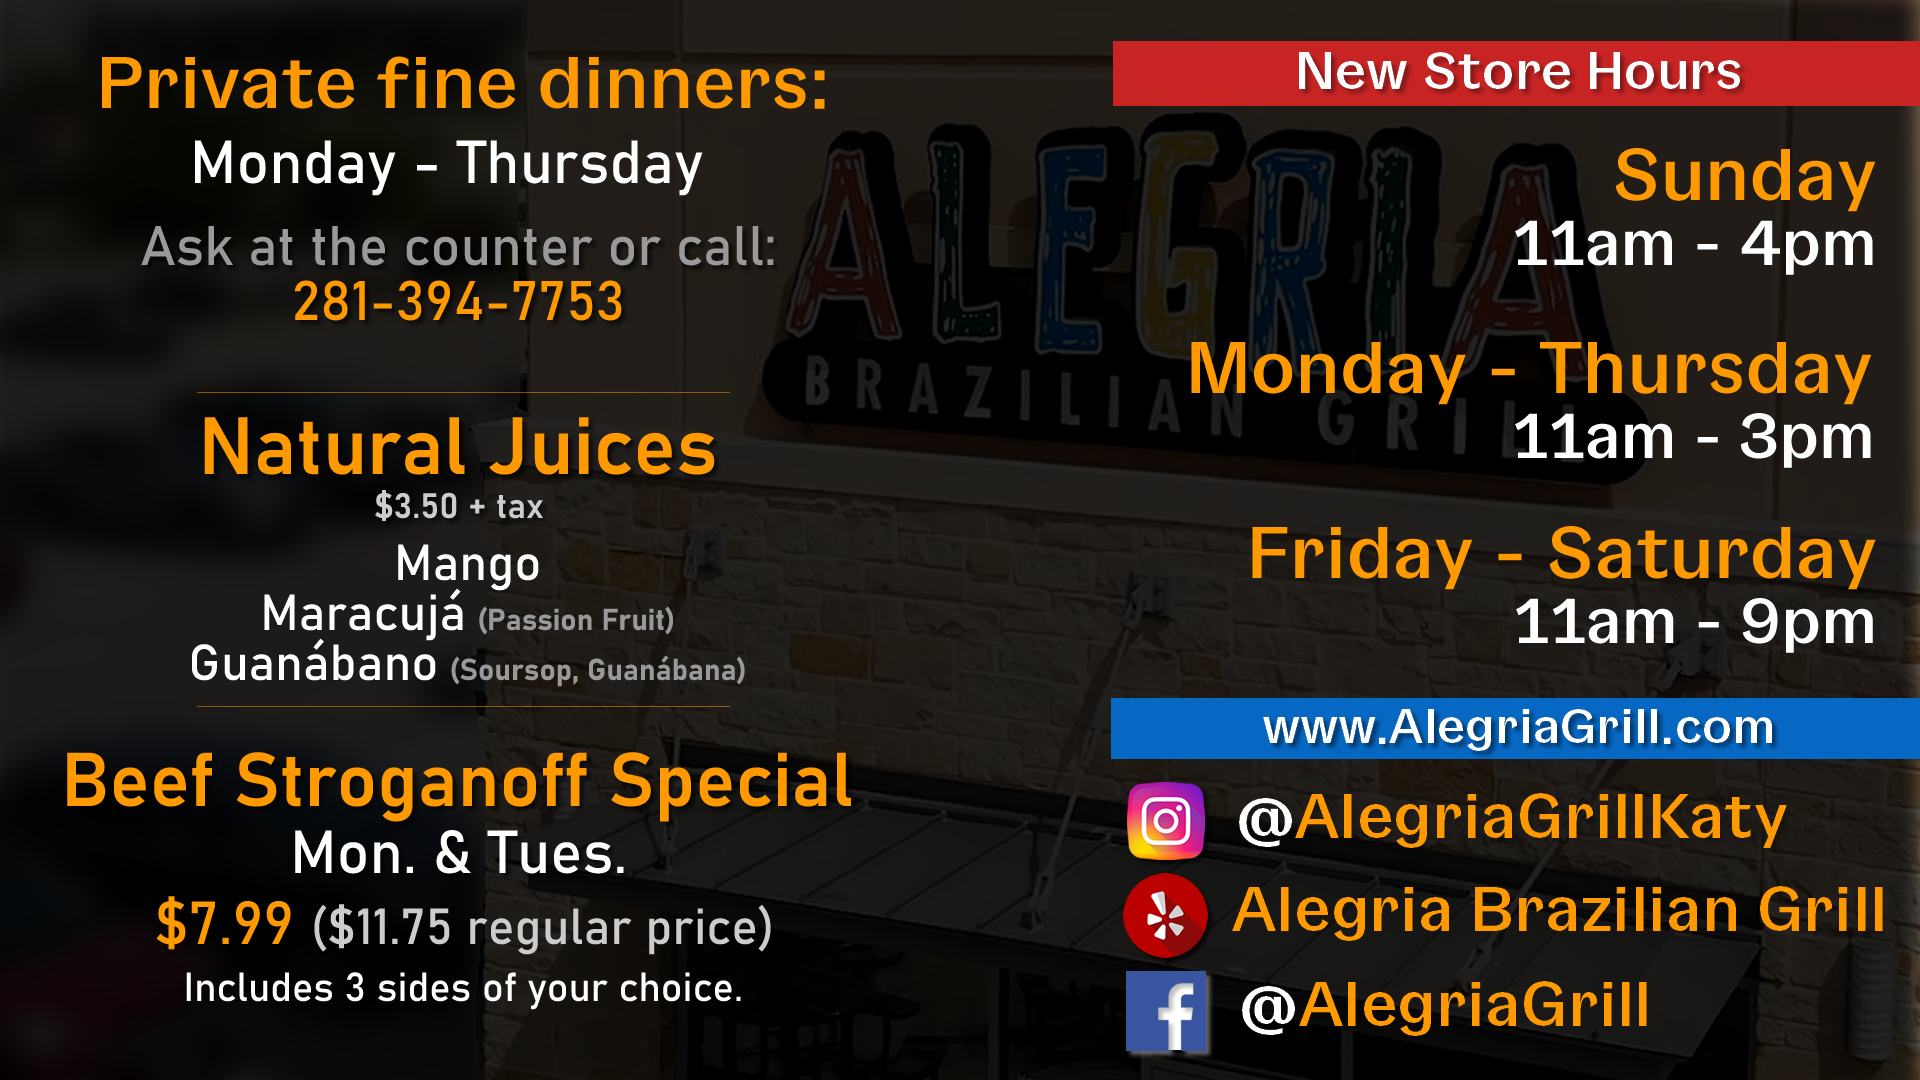 Private fine dinners:
Monday - Thursday
Ask at the counter or call:
281-394-7753
Natural Juices
$3.50 + tax
Mango
Maracujá (Passion Fruit)
Guanábano (Soursop, Guanábana)
Beef Stroganoff Special
Mon. & Tues.
$7.99 ($11.75 regular price)
Includes 3 sides of your choice.
ALEGRIA
BRAZILIAN GRILL
New Store Hours
Sunday
11am - 4pm
Monday - Thursday
11am - 3pm
Friday - Saturday
11am - 9pm
www.AlegriaGrill.com
@AlegriaGrillKaty
Alegria Brazilian Grill
@AlegriaGrill